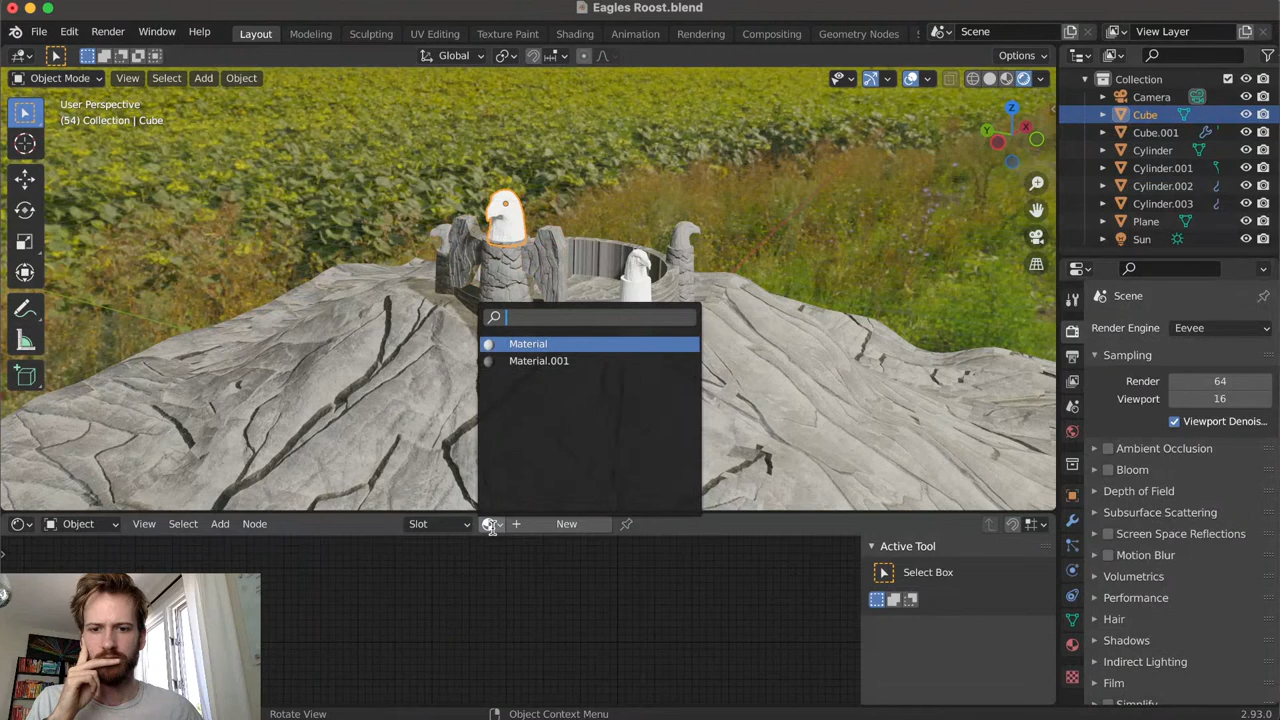 Eagles Roost.blend
File Edit Render Window Help Layout Modeling Sculpting UV Editing Texture Paint Shading Animation Rendering Compositing Geometry Nodes Scene View Layer
Global Options
Object Mode View Select Add Object
User Perspective
(54) Collection | Cube
Z
Y
X
Collection
Camera
Cube
Cube.001
Cylinder
Cylinder.001
Cylinder.002
Cylinder.003
Plane
Sun
Scene
Render Engine Eevee
Sampling
Render 64
Viewport 16
Viewport Denois...
Ambient Occlusion
Bloom
Depth of Field
Subsurface Scattering
Screen Space Reflections
Motion Blur
Volumetrics
Performance
Hair
Shadows
Indirect Lighting
Film
Simplify
Material
Material.001
Object View Select Add Node Slot New
Active Tool
Select Box
Rotate View Object Context Menu 2.93.0